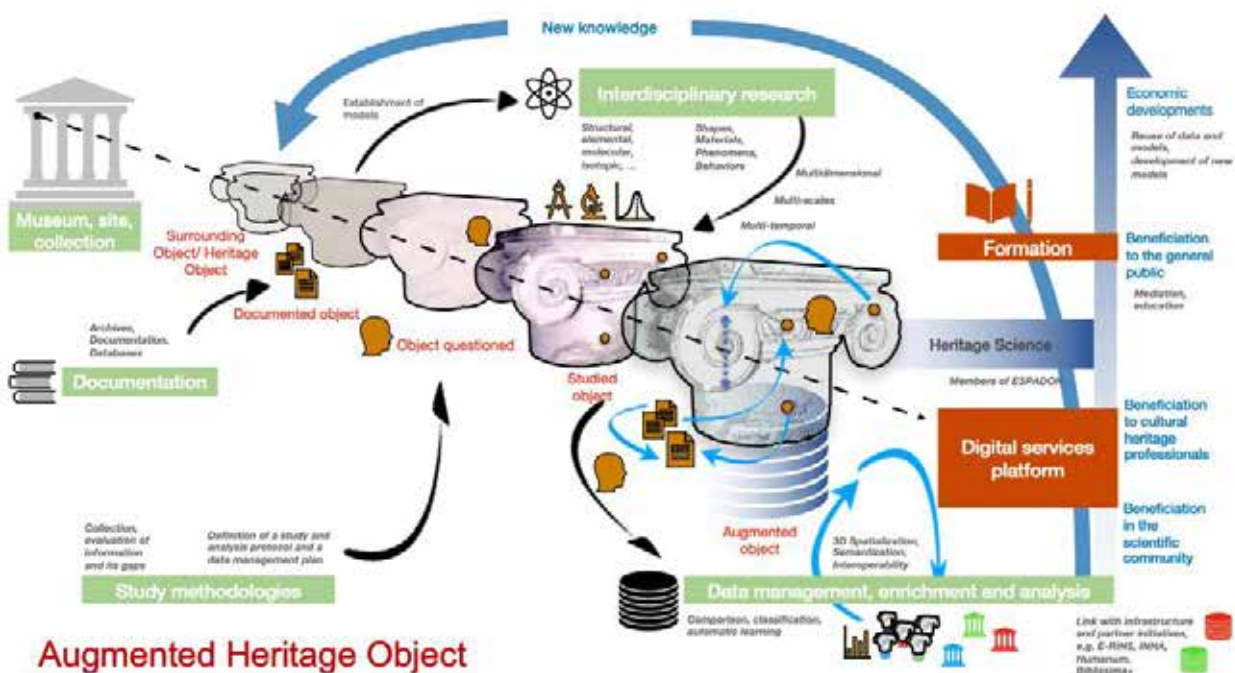 New knowledge
Establishment of
models
Interdisciplinary research
Structural,
elemental,
molecular,
isotopic, ...
Shapes,
Materials,
Phenomena,
Behaviors
Multidimensional
Multi-scales
Multi-temporal
Economic
developments
Reuse of data and
models,
development of new
models
Museum, site,
collection
Surrounding
Object/ Heritage
Object
Formation
Beneficiation
to the general
public
Mediation,
education
Documented object
Archives,
Documentation,
Databases
Documentation
Object questioned
Heritage Science
Members of ESPADON
Studied
object
Beneficiation
to cultural
heritage
professionals
Digital services
platform
Augmented
object
Beneficiation
in the
scientific
community
Collection,
evaluation of
information
and its gaps
Definition of a study and
analysis protocol and a
data management plan
Study methodologies
3D Spatialization,
Semantization,
Interoperability
Data management, enrichment and analysis
Comparison, classification,
automatic learning
Link with infrastructure
and partner initiatives,
e.g. E-RIHS, INHA,
Humanum,
Augmented Heritage Object